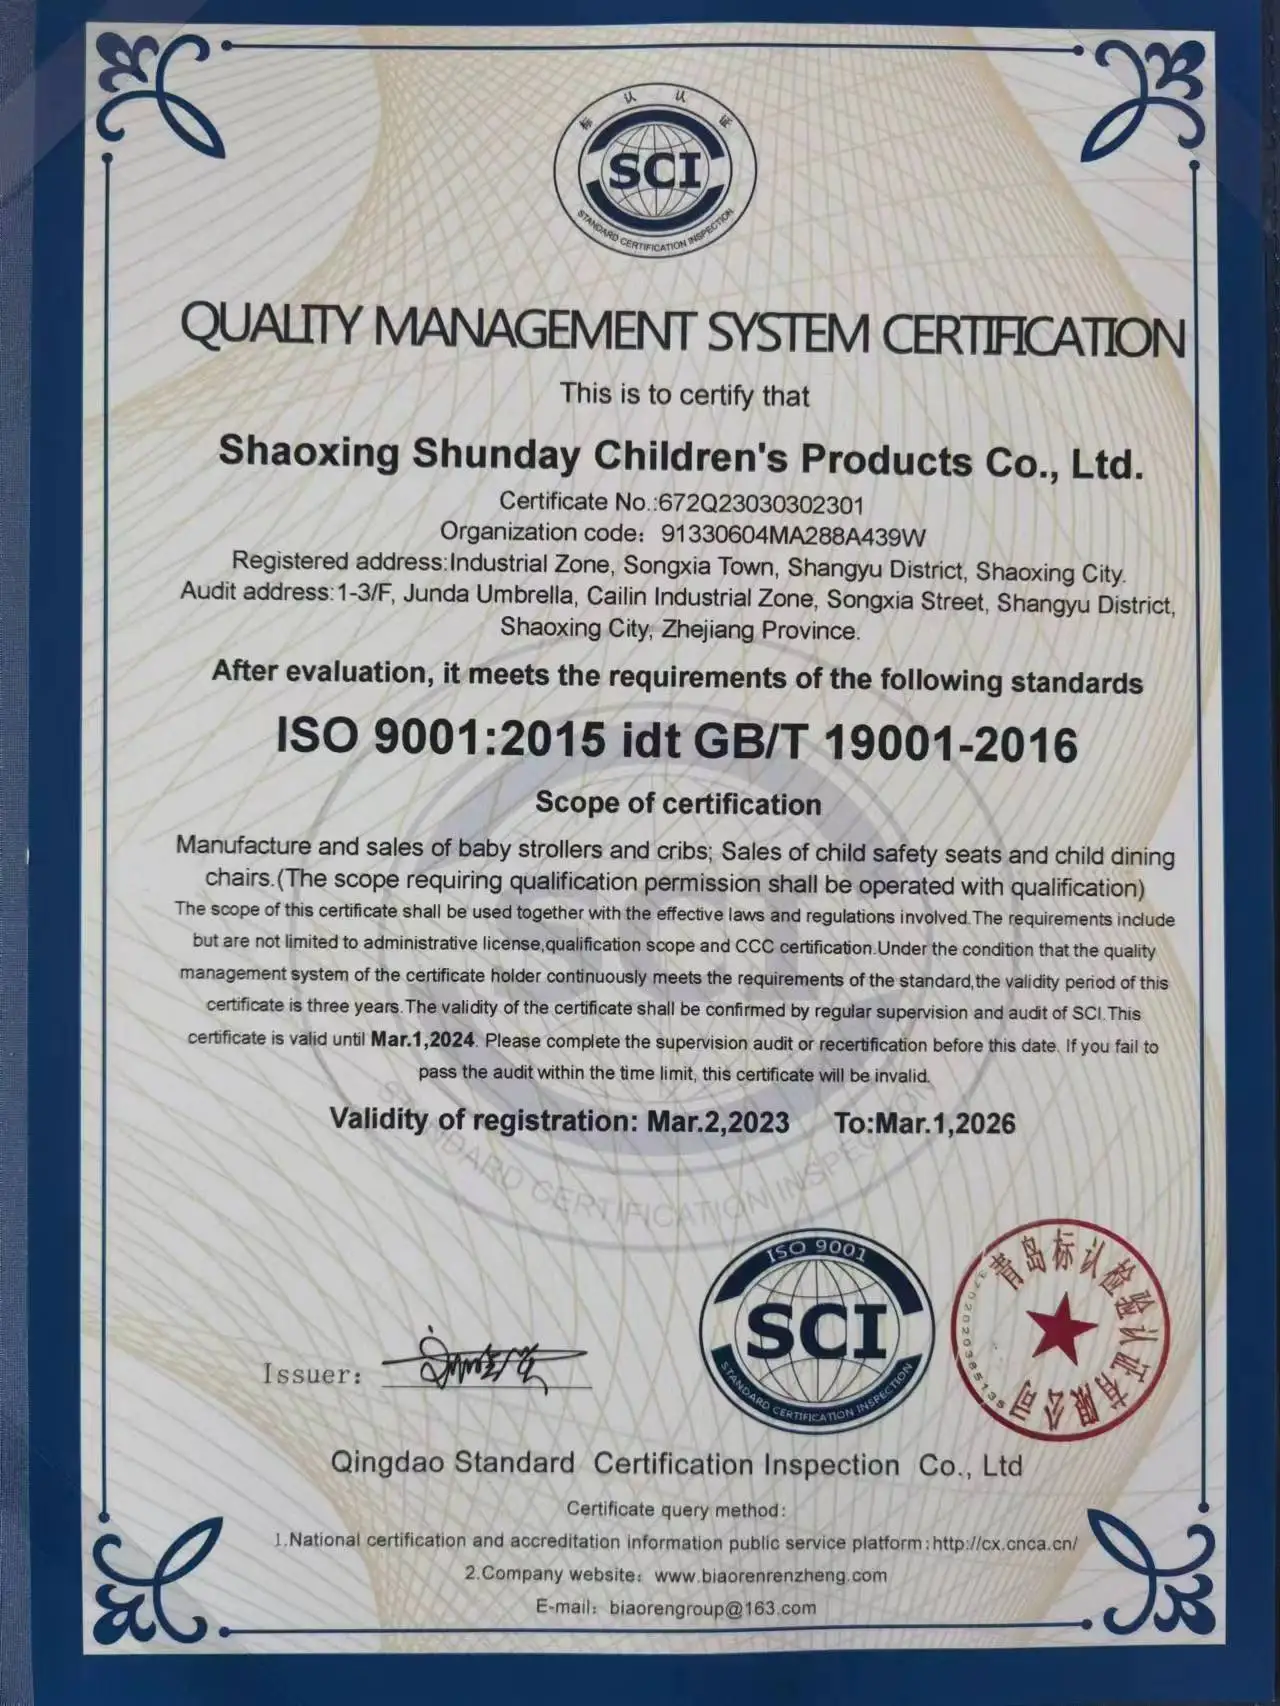 标认认证
SCI
STANDARD CERTIFICATION INSPECTION
QUALITY MANAGEMENT SYSTEM CERTIFICATION
This is to certify that
Shaoxing Shunday Children's Products Co., Ltd.
Certificate No.:672Q23030302301
Organization code：91330604MA288A439W
Registered address:Industrial Zone, Songxia Town, Shangyu District, Shaoxing City.
Audit address:1-3/F, Junda Umbrella, Cailin Industrial Zone, Songxia Street, Shangyu District,
Shaoxing City, Zhejiang Province.
After evaluation, it meets the requirements of the following standards
ISO 9001:2015 idt GB/T 19001-2016
Scope of certification
Manufacture and sales of baby strollers and cribs; Sales of child safety seats and child dining
chairs.(The scope requiring qualification permission shall be operated with qualification)
The scope of this certificate shall be used together with the effective laws and regulations involved.The requirements include
but are not limited to administrative license,qualification scope and CCC certification.Under the condition that the quality
management system of the certificate holder continuously meets the requirements of the standard,the validity period of this
certificate is three years.The validity of the certificate shall be confirmed by regular supervision and audit of SCI.This
certificate is valid until Mar.1,2024. Please complete the supervision audit or recertification before this date. If you fail to
pass the audit within the time limit, this certificate will be invalid.
Validity of registration: Mar.2,2023 To:Mar.1,2026
STANDARD CERTIFICATION INSPECTION
ISO 9001
SCI
STANDARD CERTIFICATION INSPECTION
青岛标认检验认证有限公司
3702020385135
Issuer:
Qingdao Standard Certification Inspection Co., Ltd
Certificate query method:
1.National certification and accreditation information public service platform:http://cx.cnca.cn/
2.Company website：www.biaorenrenzheng.com
E-mail：biaorengroup@163.com